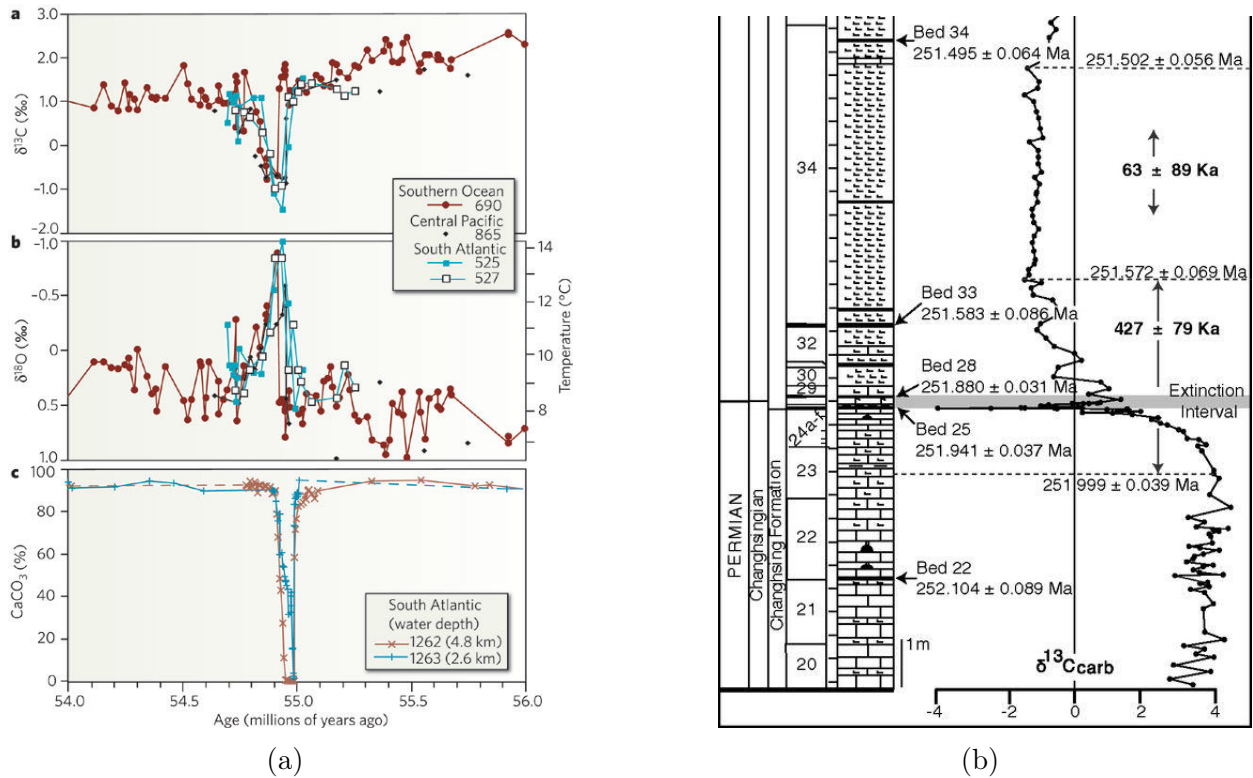 a
3.0
2.0
1.0
0
-1.0
-2.0
δ¹³C (‰)
Southern Ocean
690
Central Pacific
865
South Atlantic
525
527
b
-1.0
-0.5
0
0.5
1.0
δ¹⁸O (‰)
14
12
10
8
Temperature (°C)
c
100
80
60
40
20
0
CaCO₃ (%)
South Atlantic
(water depth)
1262 (4.8 km)
1263 (2.6 km)
54.0 54.5 55.0 55.5 56.0
Age (millions of years ago)
(a)
PERMIAN
Changhsingian
Changhsing Formation
34
32
30
29
24a-f
23
22
21
20
Bed 34
251.495 ± 0.064 Ma
251.502 ± 0.056 Ma
63 ± 89 Ka
251.572 ± 0.069 Ma
Bed 33
251.583 ± 0.086 Ma
427 ± 79 Ka
Bed 28
251.880 ± 0.031 Ma
Extinction
Interval
Bed 25
251.941 ± 0.037 Ma
251.999 ± 0.039 Ma
Bed 22
252.104 ± 0.089 Ma
1m
δ¹³Ccarb
-4 -2 0 2 4
(b)